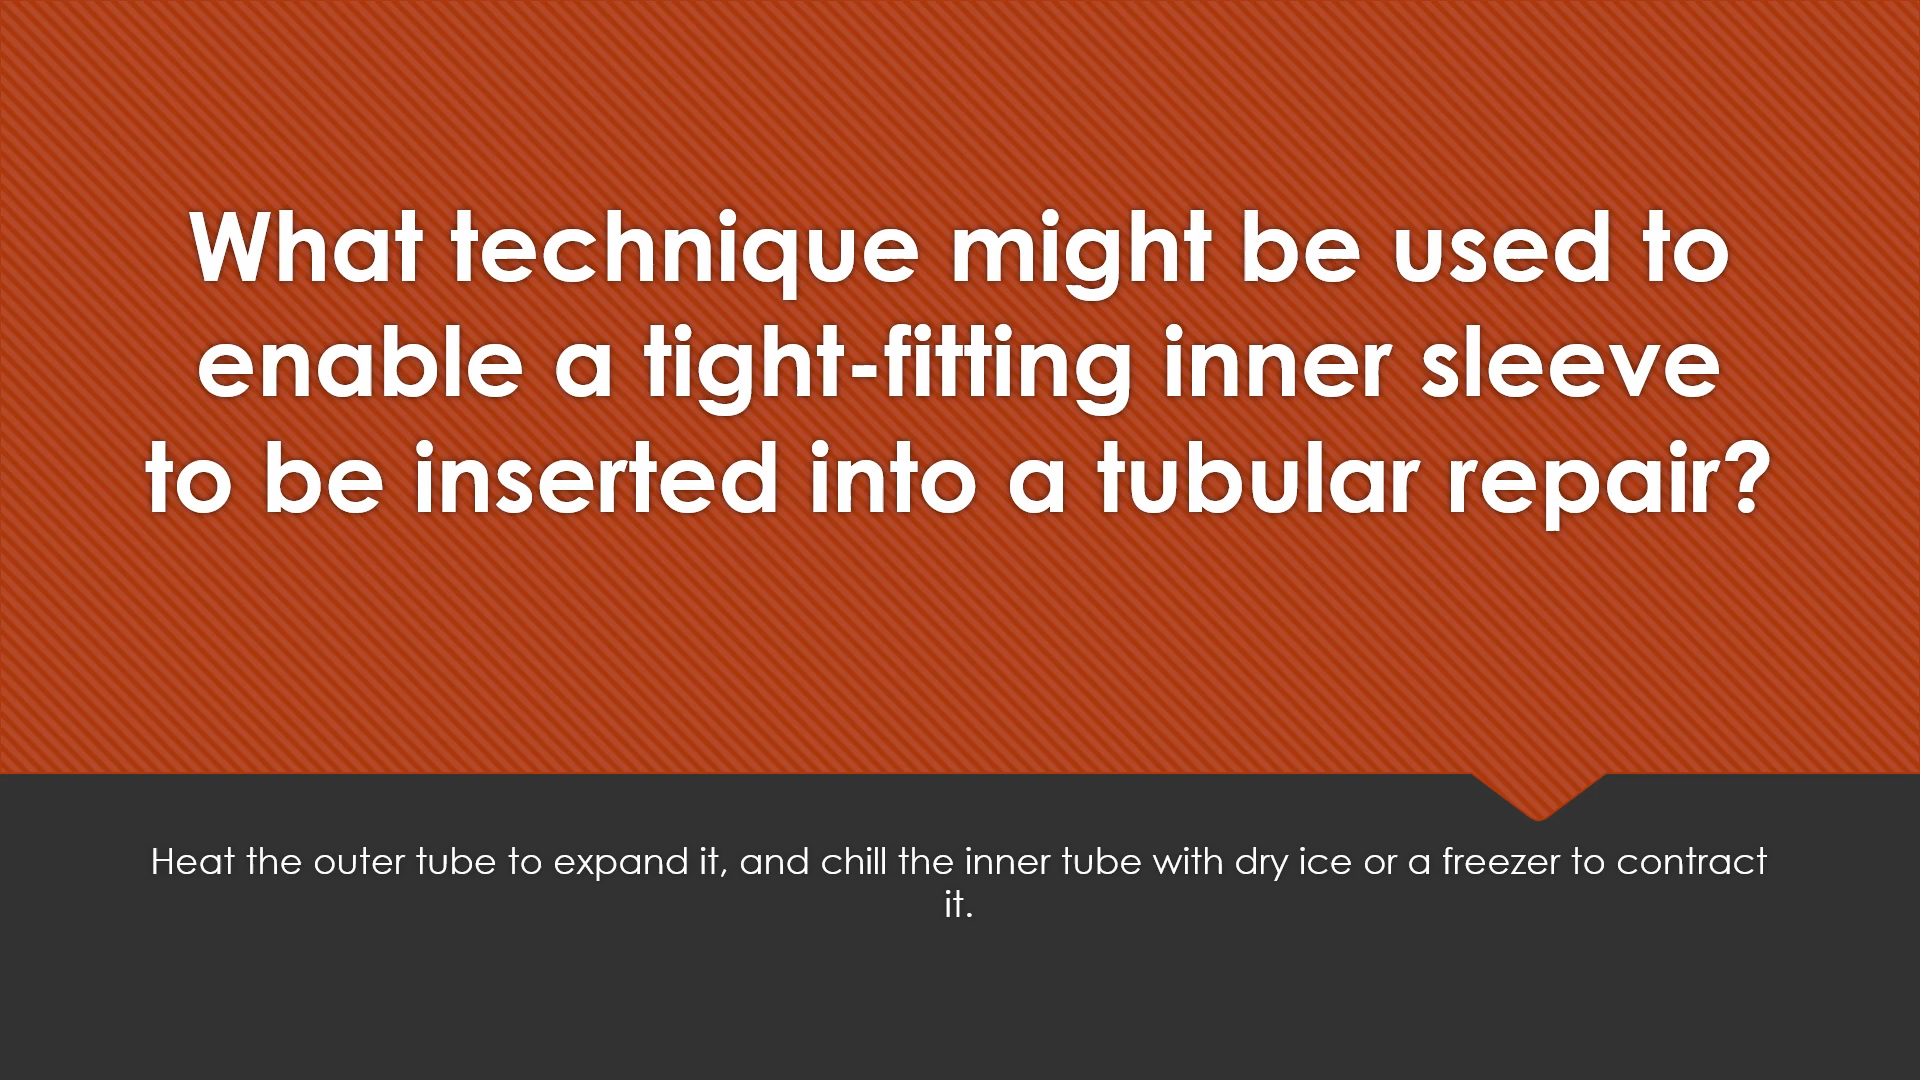 What technique might be used to
enable a tight-fitting inner sleeve
to be inserted into a tubular repair?
Heat the outer tube to expand it, and chill the inner tube with dry ice or a freezer to contract
it.